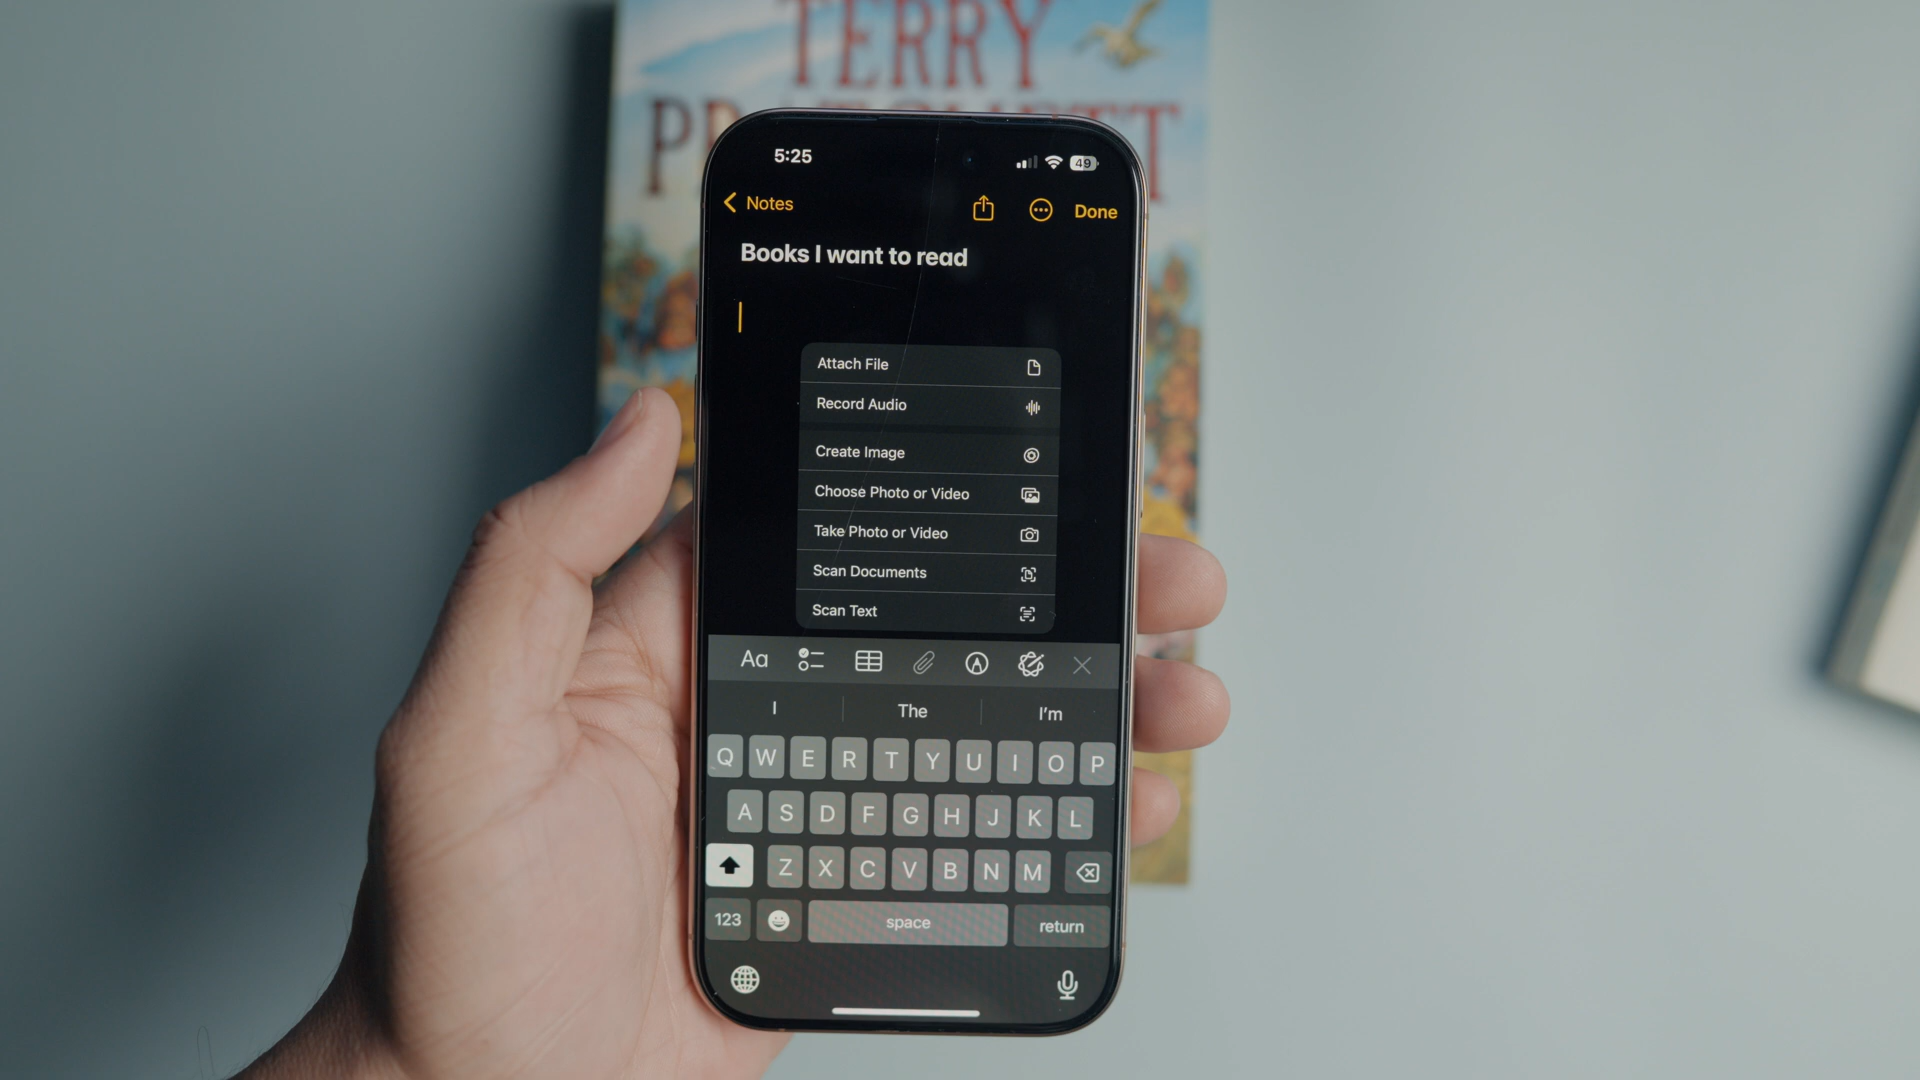 TERRY
5:25
49
Notes
Done
Books I want to read
Attach File
Record Audio
Create Image
Choose Photo or Video
Take Photo or Video
Scan Documents
Scan Text
Aa
I The I'm
Q W E R T Y U I O P
A S D F G H J K L
Z X C V B N M
123 space return